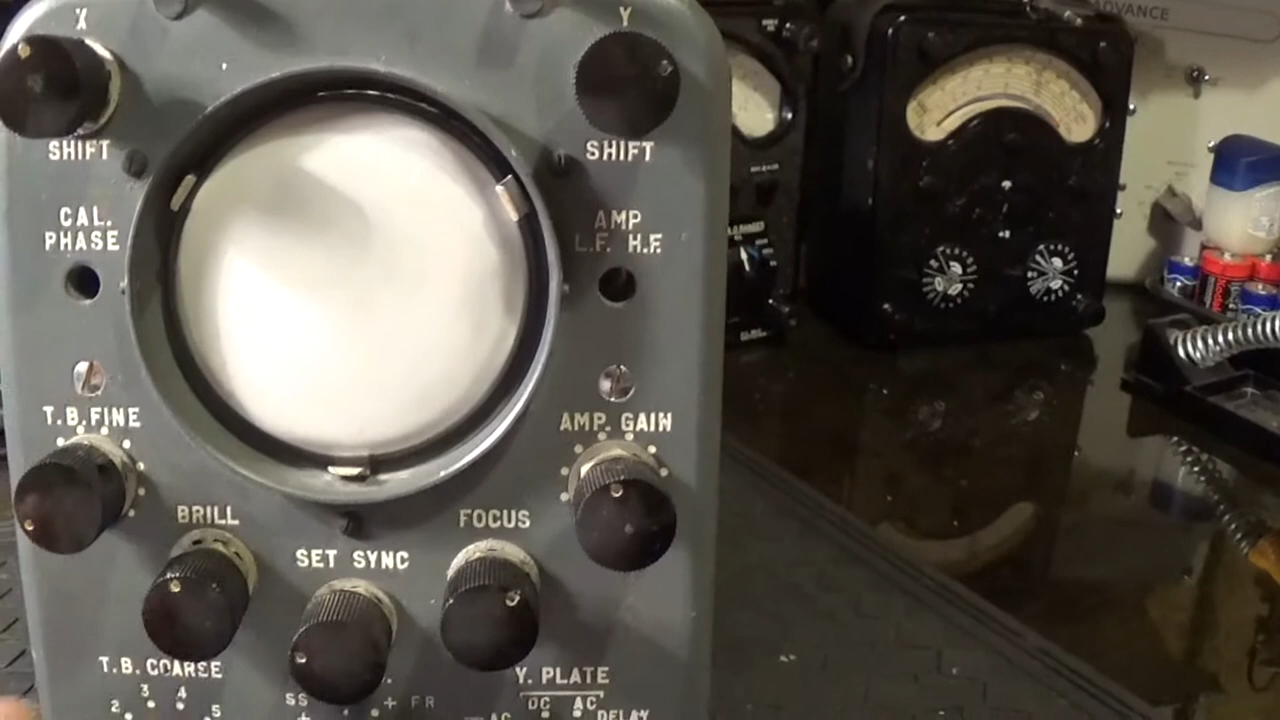 X
Y
ADVANCE
SHIFT
SHIFT
CAL.
PHASE
AMP
L.F. H.F.
T.B. FINE
AMP. GAIN
BRILL
FOCUS
SET SYNC
T.B. COARSE
Y. PLATE
2 3 4 5
SS
+
+ FR
DC AC
AC
DELAY
Kodak